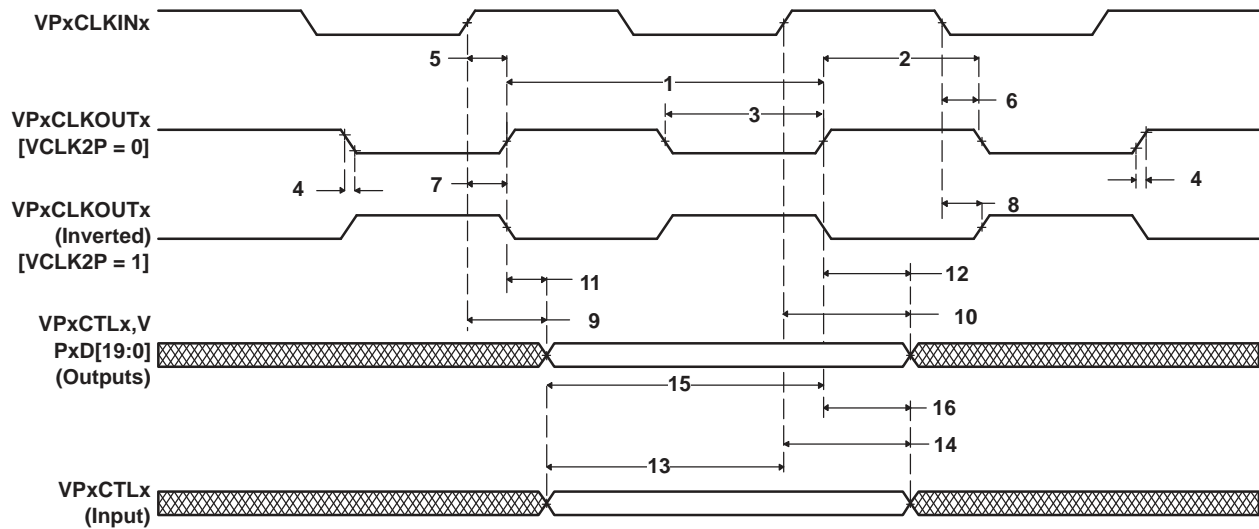 VPxCLKINx
5
2
1
6
3
VPxCLKOUTx
[VCLK2P = 0]
4
7
4
VPxCLKOUTx
(Inverted)
[VCLK2P = 1]
8
11
12
9
10
VPxCTLx,V
PxD[19:0]
(Outputs)
15
16
14
13
VPxCTLx
(Input)